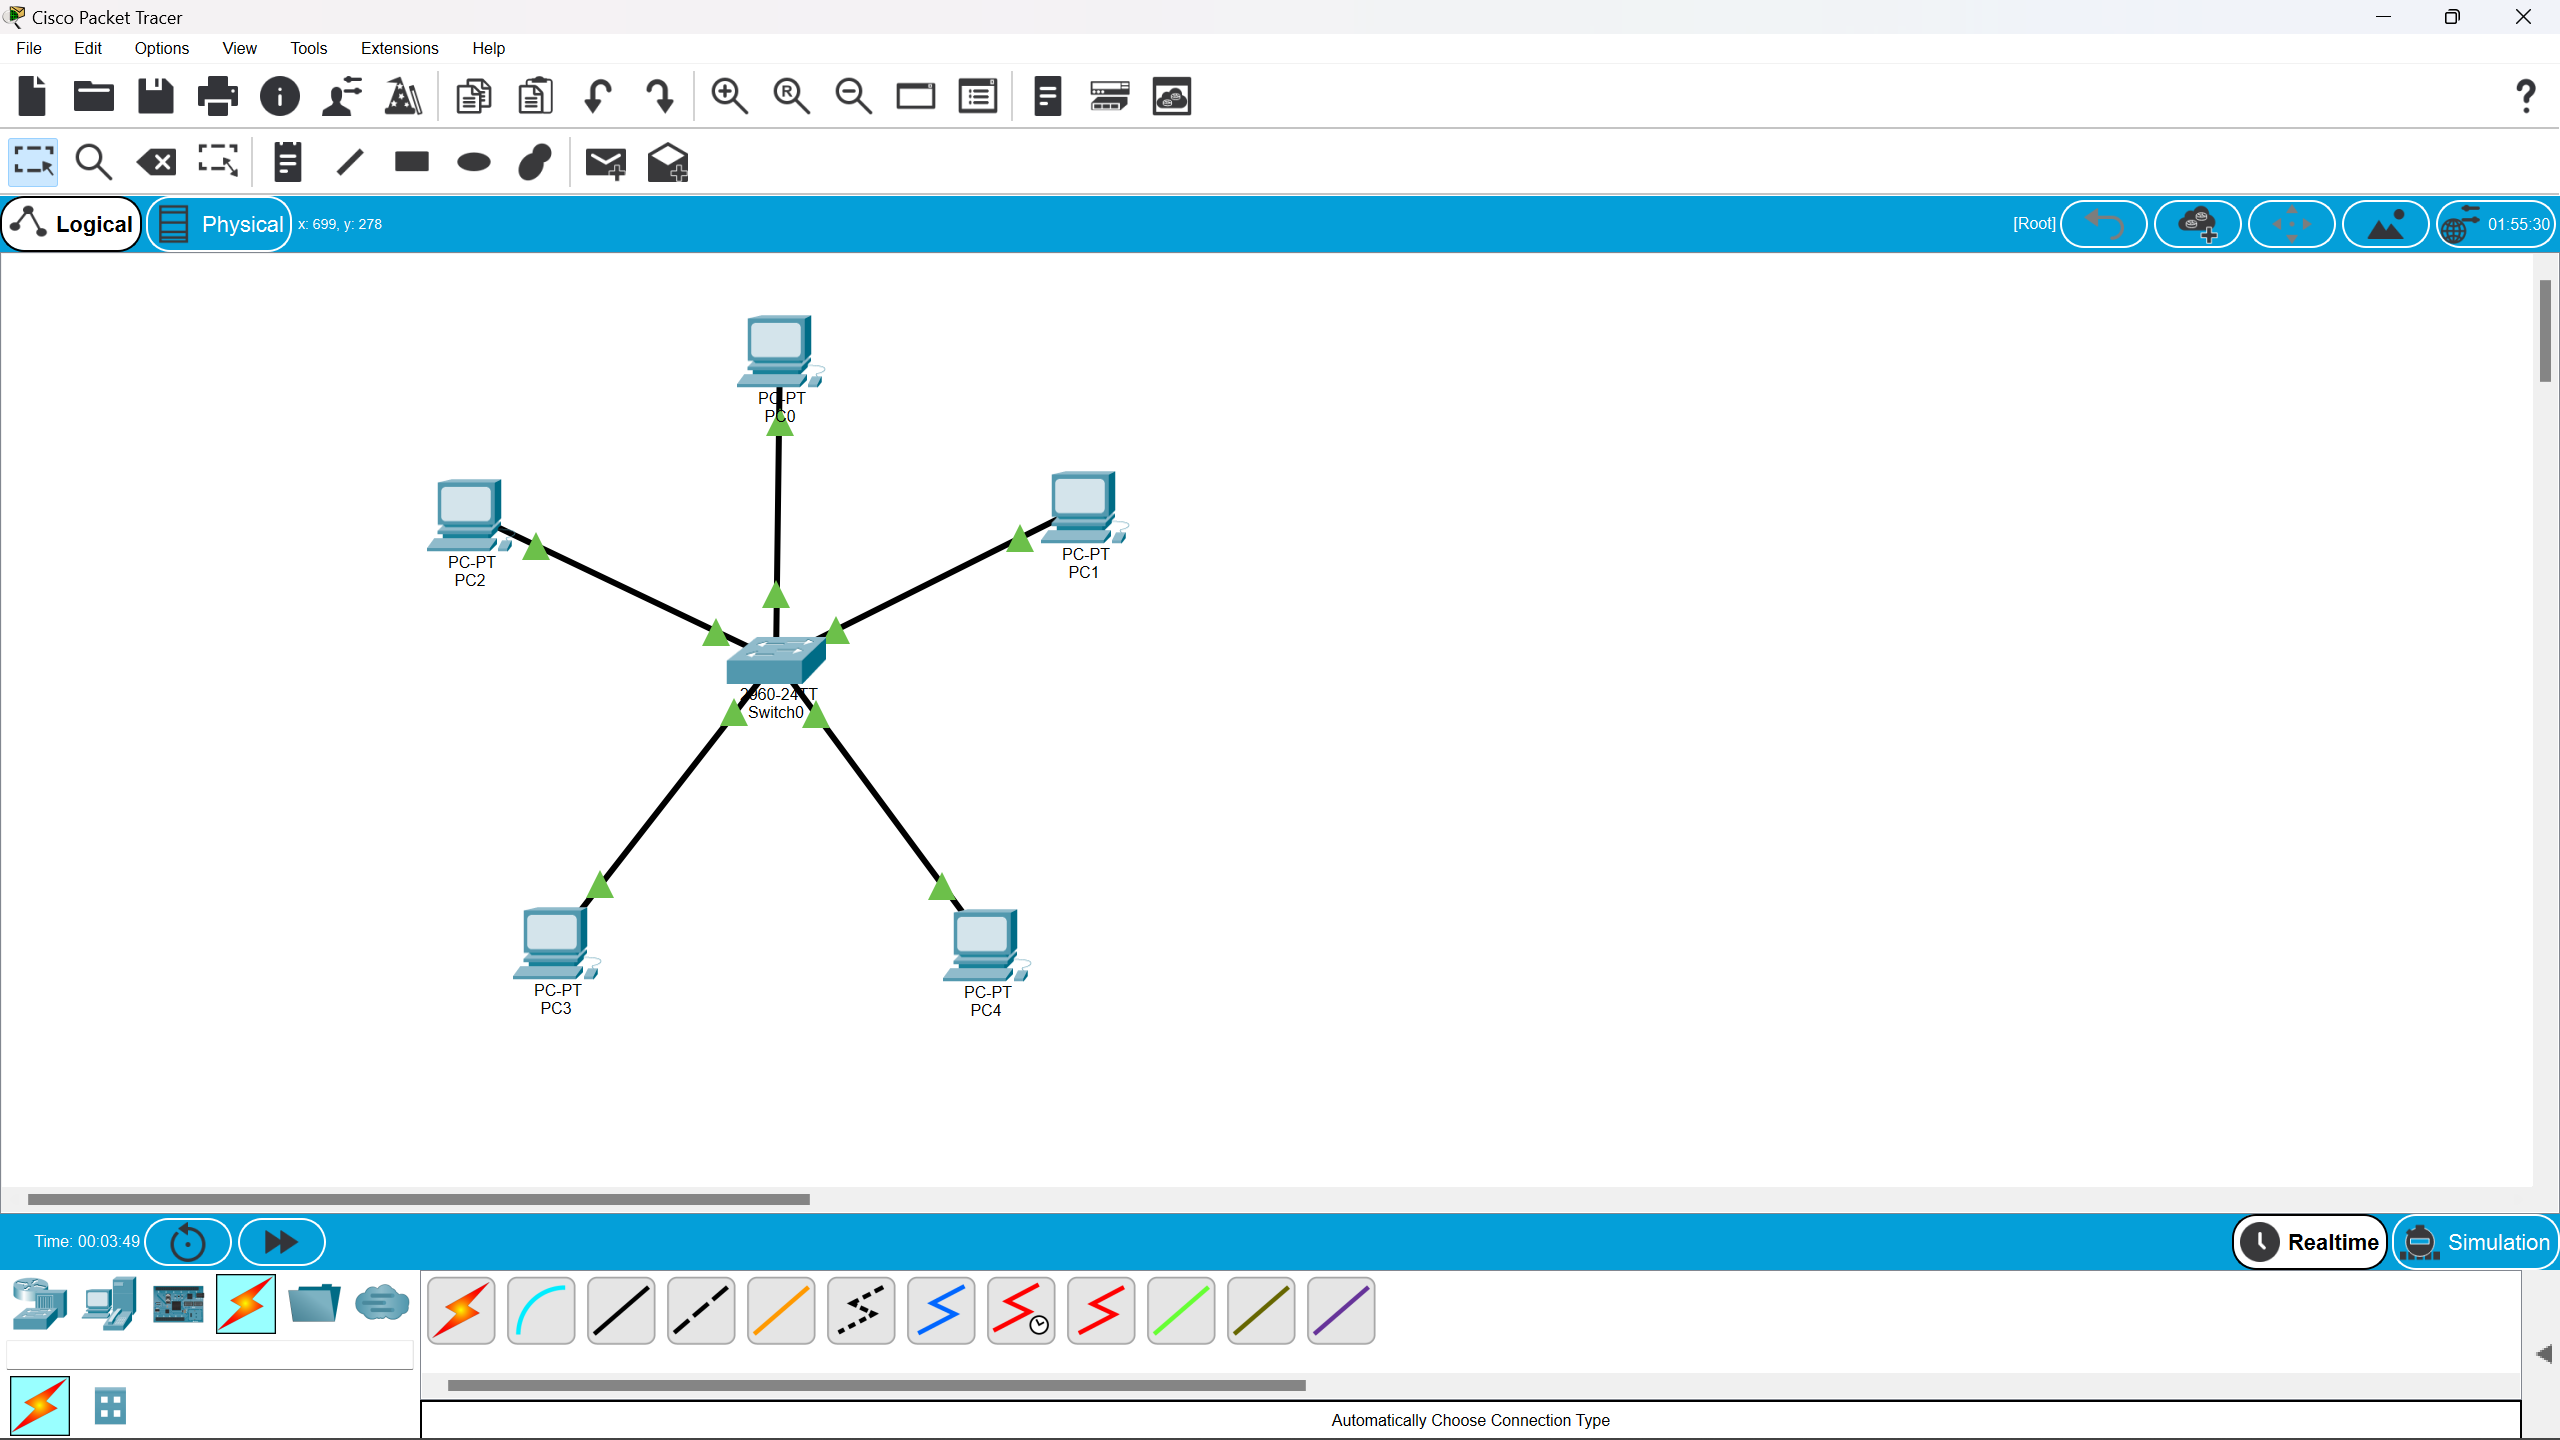 Cisco Packet Tracer
File Edit Options View Tools Extensions Help
Logical Physical x: 699, y: 278 [Root] 01:55:30
PC-PT
PC0
PC-PT
PC2
PC-PT
PC1
2960-24TT
Switch0
PC-PT
PC3
PC-PT
PC4
Time: 00:03:49 Realtime Simulation
Automatically Choose Connection Type